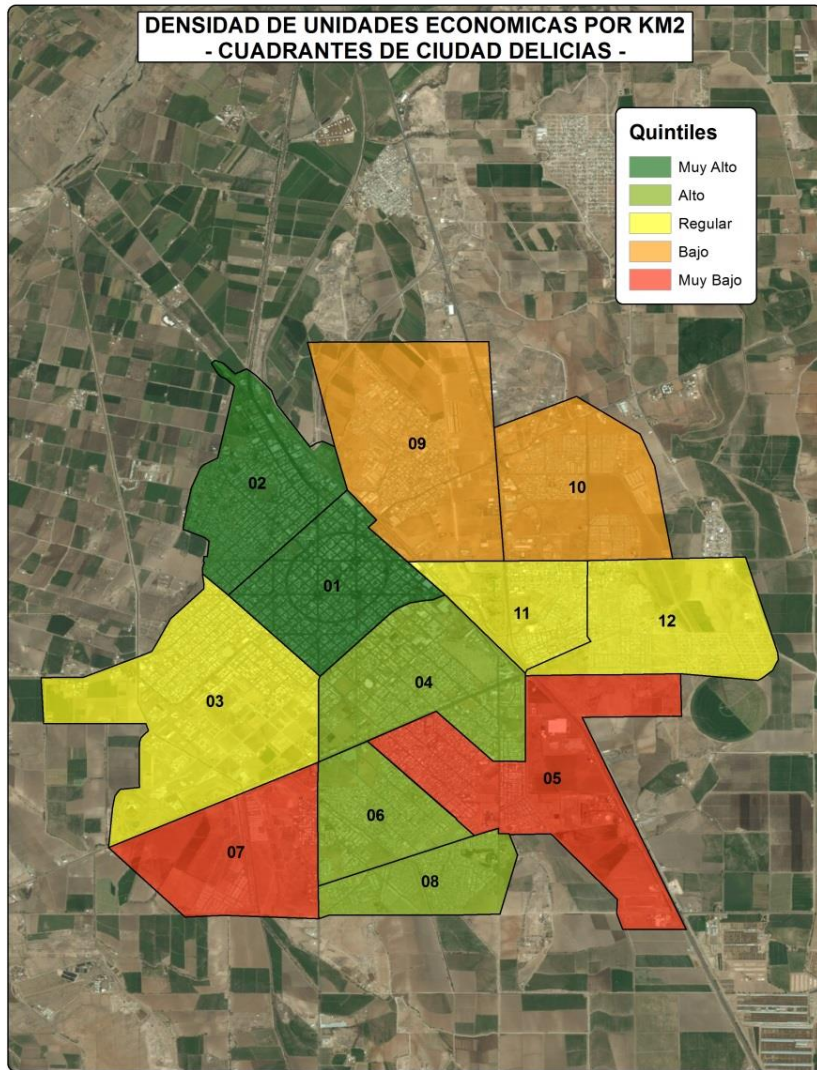 DENSIDAD DE UNIDADES ECONOMICAS POR KM2
- CUADRANTES DE CIUDAD DELICIAS -
Quintiles
Muy Alto
Alto
Regular
Bajo
Muy Bajo
09
02
10
01
11
12
04
03
05
06
07
08